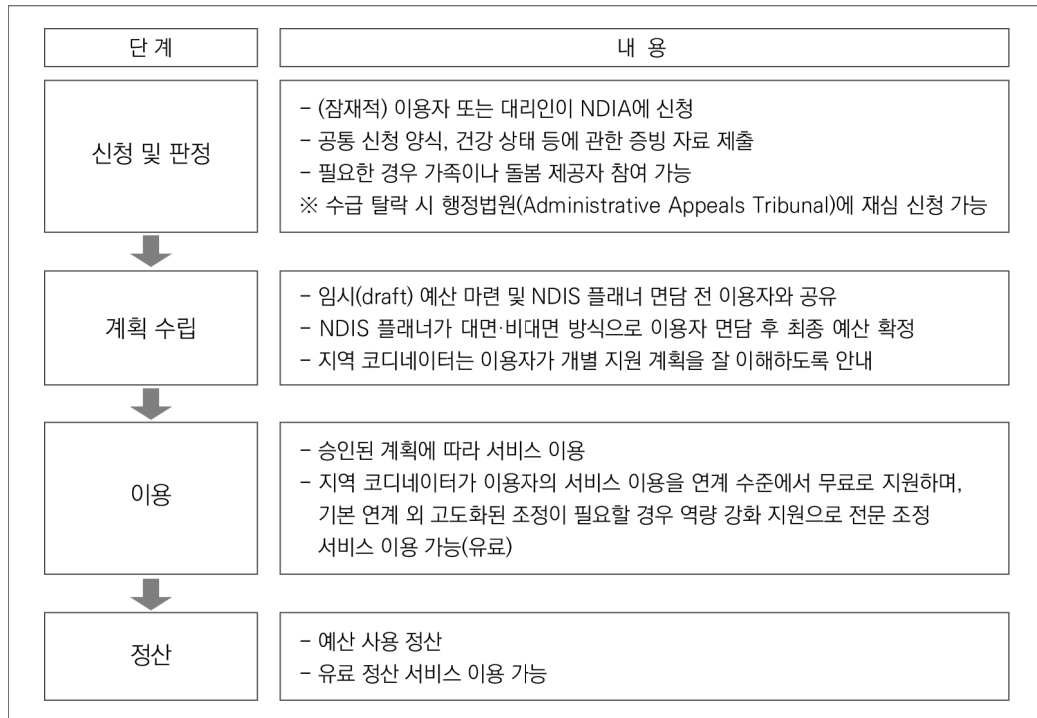 단 계
내 용
신청 및 판정
– (잠재적) 이용자 또는 대리인이 NDIA에 신청
– 공통 신청 양식, 건강 상태 등에 관한 증빙 자료 제출
– 필요한 경우 가족이나 돌봄 제공자 참여 가능
※ 수급 탈락 시 행정법원(Administrative Appeals Tribunal)에 재심 신청 가능
계획 수립
– 임시(draft) 예산 마련 및 NDIS 플래너 면담 전 이용자와 공유
– NDIS 플래너가 대면·비대면 방식으로 이용자 면담 후 최종 예산 확정
– 지역 코디네이터는 이용자가 개별 지원 계획을 잘 이해하도록 안내
이용
– 승인된 계획에 따라 서비스 이용
– 지역 코디네이터가 이용자의 서비스 이용을 연계 수준에서 무료로 지원하며,
기본 연계 외 고도화된 조정이 필요할 경우 역량 강화 지원으로 전문 조정
서비스 이용 가능(유료)
정산
– 예산 사용 정산
– 유료 정산 서비스 이용 가능